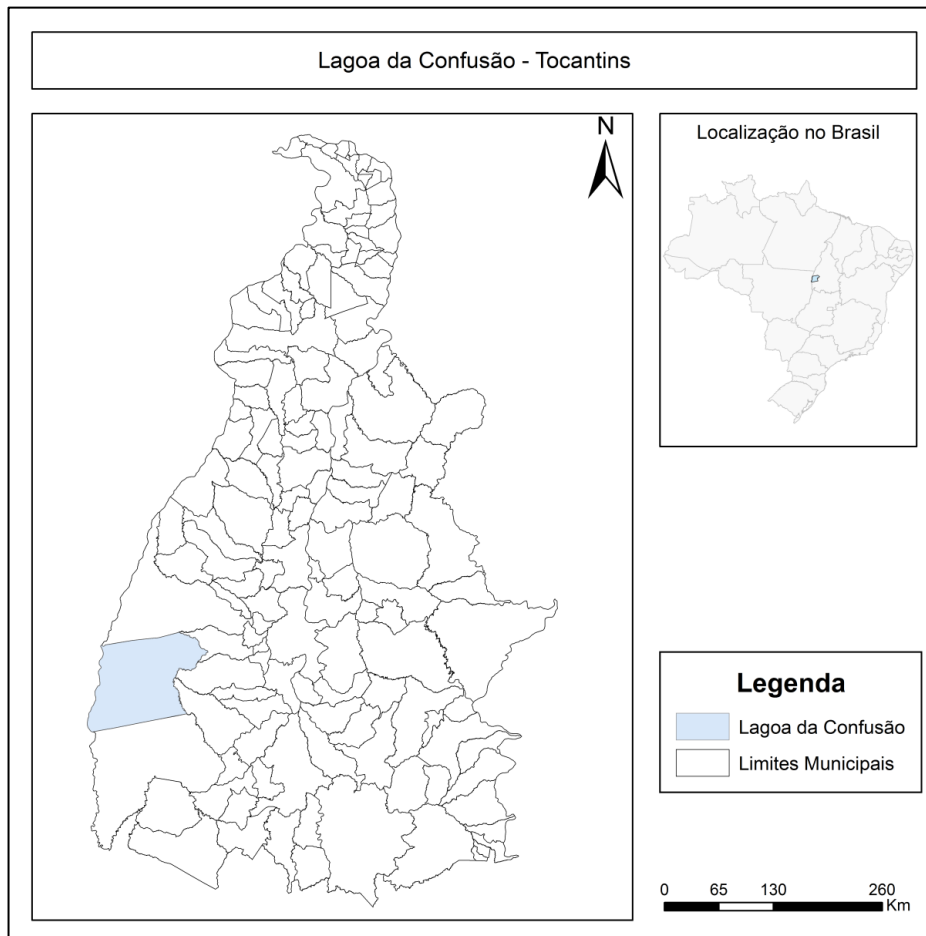 Lagoa da Confusão - Tocantins
N
Localização no Brasil
Legenda
Lagoa da Confusão
Limites Municipais
0 65 130 260
Km